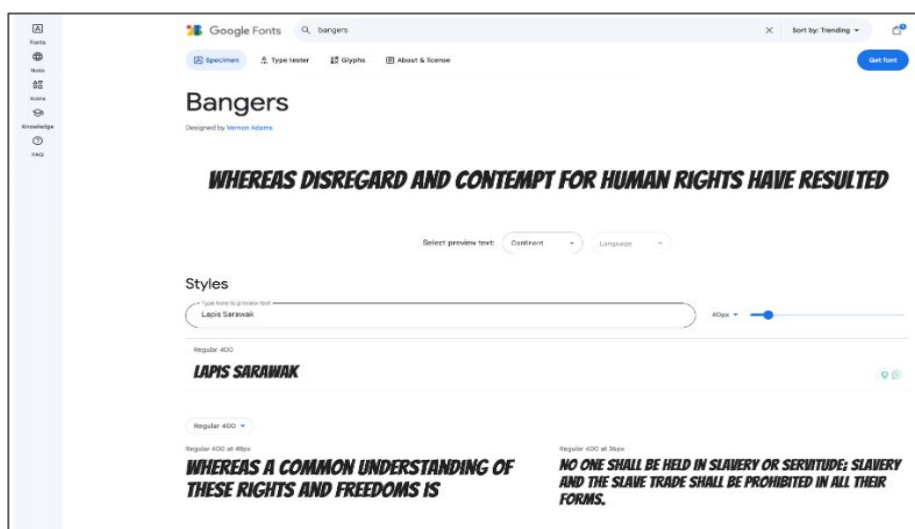 Google Fonts
bangers
Sort by: Trending
Fonts
Noto
Icons
Knowledge
FAQ
Specimen
Type tester
Glyphs
About & license
Get font
Bangers
Designed by Vernon Adams
WHEREAS DISREGARD AND CONTEMPT FOR HUMAN RIGHTS HAVE RESULTED
Select preview text:
Continent
Language
Styles
Type here to preview text
Lapis Sarawak
40px
Regular 400
LAPIS SARAWAK
Regular 400
Regular 400 at 48px
WHEREAS A COMMON UNDERSTANDING OF
THESE RIGHTS AND FREEDOMS IS
Regular 400 at 36px
NO ONE SHALL BE HELD IN SLAVERY OR SERVITUDE; SLAVERY
AND THE SLAVE TRADE SHALL BE PROHIBITED IN ALL THEIR
FORMS.